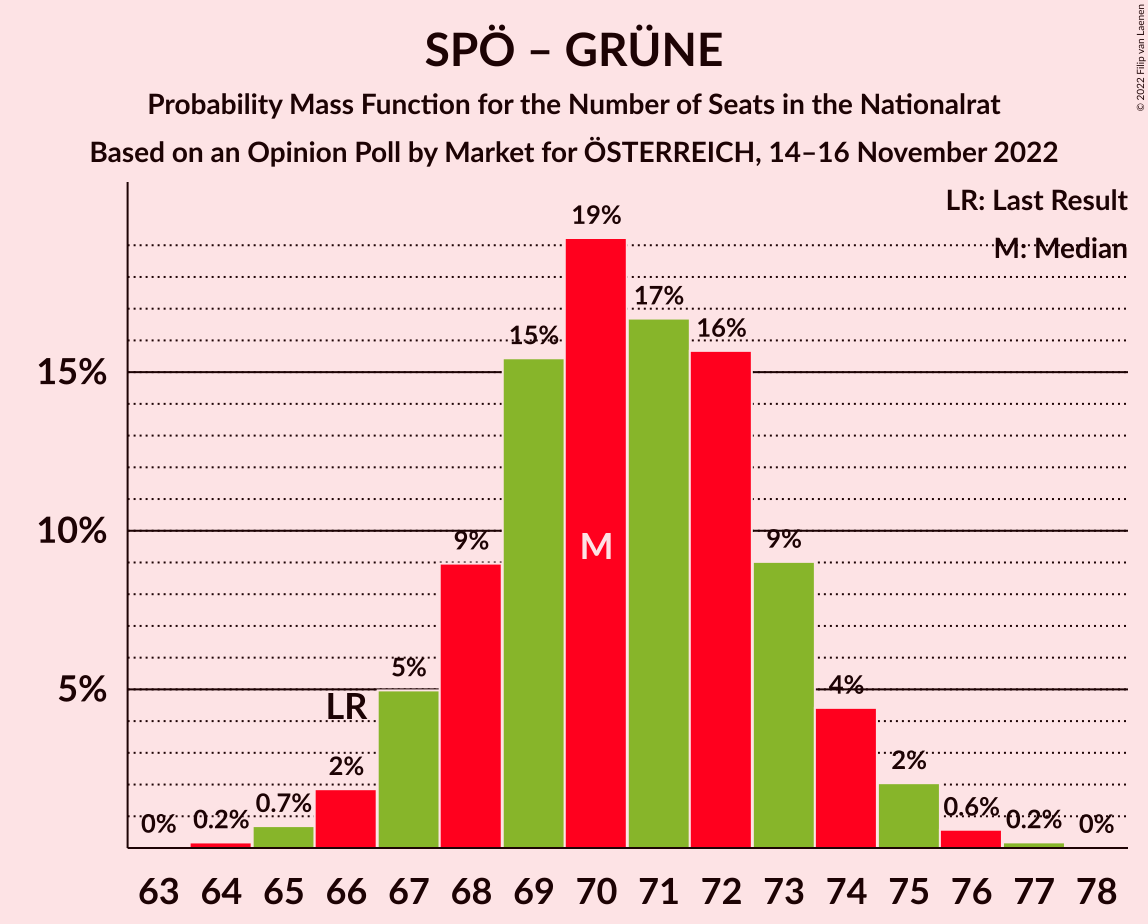 SPÖ – GRÜNE
Probability Mass Function for the Number of Seats in the Nationalrat
Based on an Opinion Poll by Market for ÖSTERREICH, 14–16 November 2022
© 2022 Filip van Laenen
LR: Last Result
M: Median
19%
17%
16%
15%
15%
10%
9%
9%
M
5%
5%
4%
LR
2%
2%
0%
0.2%
0.7%
0.6%
0.2%
0%
63 64 65 66 67 68 69 70 71 72 73 74 75 76 77 78